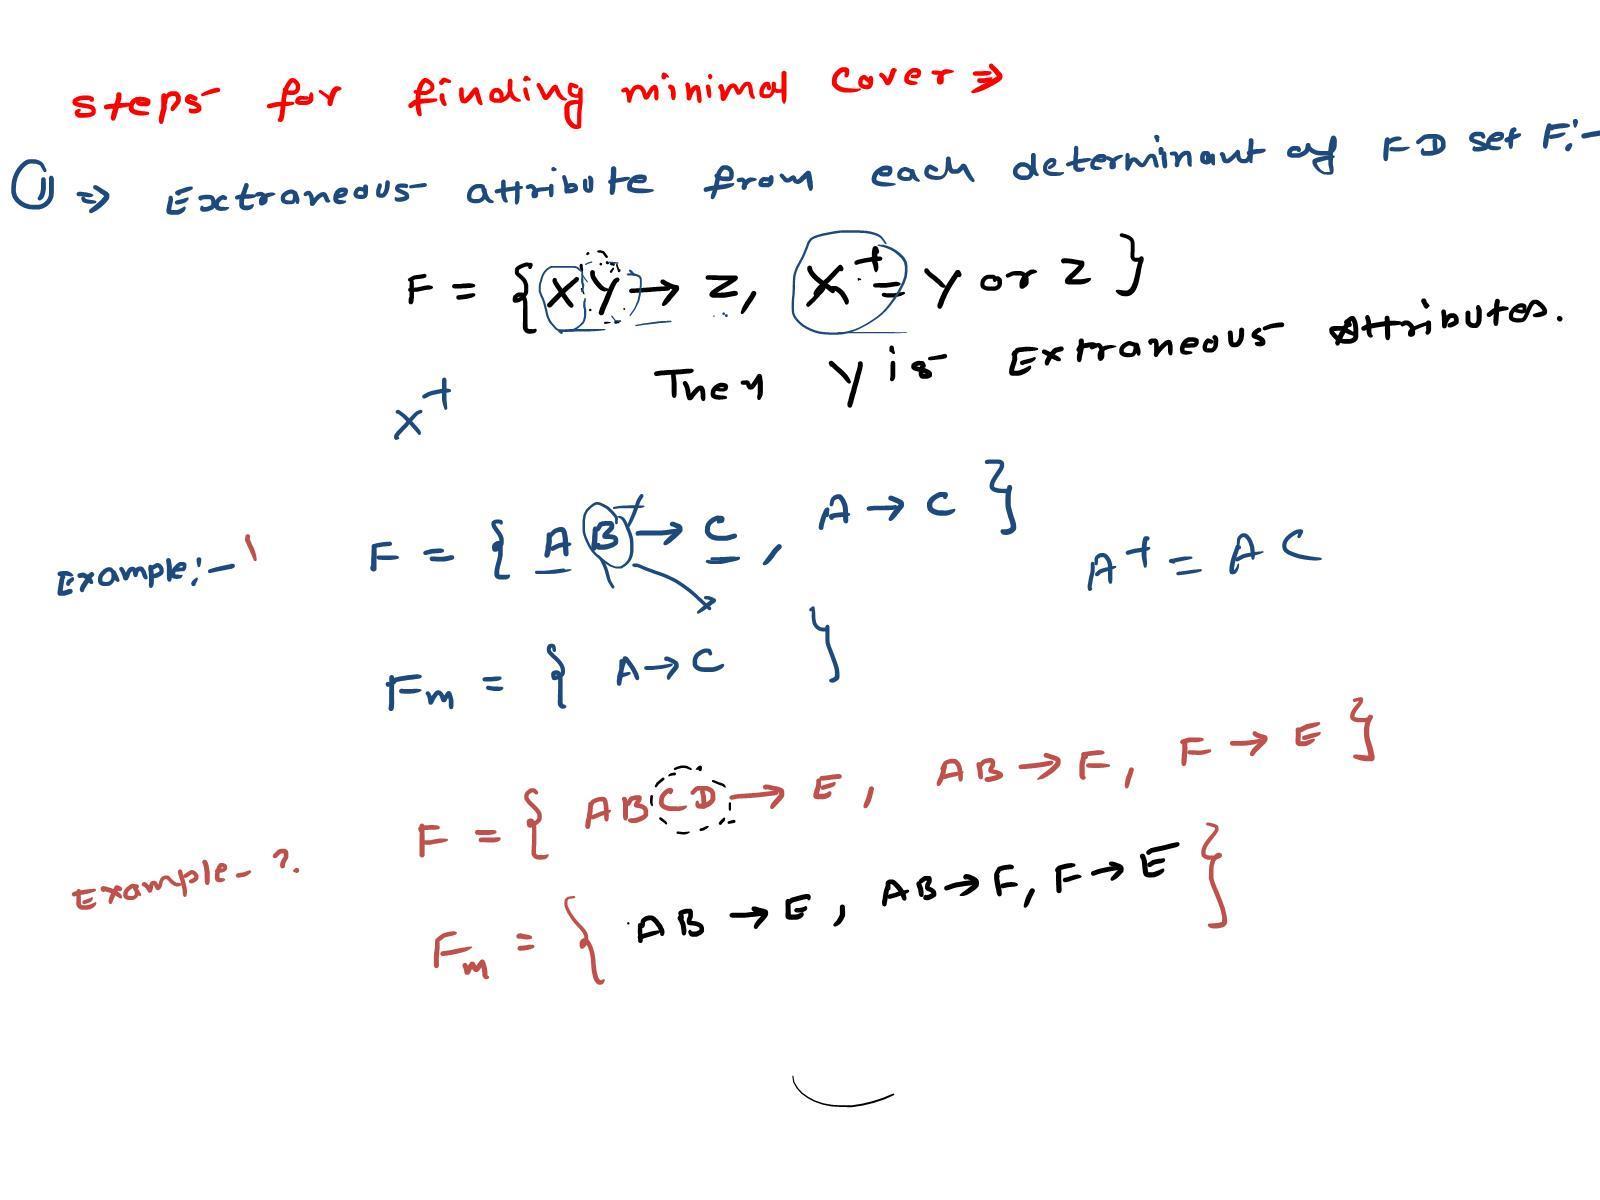 steps for finding minimal cover ⇒
① ⇒ Extraneous attribute from each determinant of FD set F:-
F = { XY → Z, X⁺ = Y or Z }
Then Y is Extraneous Attributes.
X⁺
Example:- 1 F = { AB → C, A → C } A⁺ = AC
Fm = { A → C }
F = { ABCD → E, AB → F, F → E }
Example - 2.
Fm = { AB → E, AB → F, F → E }